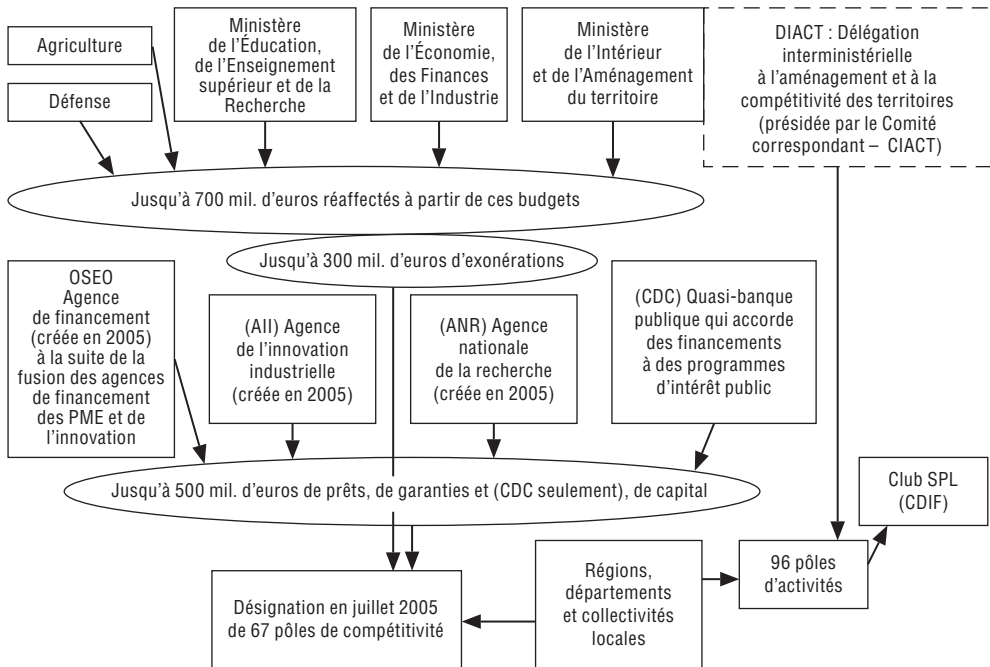 Agriculture
Défense
Ministère
de l'Éducation,
de l'Enseignement
supérieur et de la
Recherche
Ministère
de l'Économie,
des Finances
et de l'Industrie
Ministère
de l'Intérieur
et de l'Aménagement
du territoire
DIACT : Délégation
interministérielle
à l'aménagement et à la
compétitivité des territoires
(présidée par le Comité
correspondant – CIACT)
Jusqu'à 700 mil. d'euros réaffectés à partir de ces budgets
Jusqu'à 300 mil. d'euros d'exonérations
OSEO
Agence
de financement
(créée en 2005)
à la suite de la
fusion des agences
de financement
des PME et de
l'innovation
(AII) Agence
de l'innovation
industrielle
(créée en 2005)
(ANR) Agence
nationale
de la recherche
(créée en 2005)
(CDC) Quasi-banque
publique qui accorde
des financements
à des programmes
d'intérêt public
Jusqu'à 500 mil. d'euros de prêts, de garanties et (CDC seulement), de capital
Club SPL
(CDIF)
96 pôles
d'activités
Régions,
départements
et collectivités
locales
Désignation en juillet 2005
de 67 pôles de compétitivité